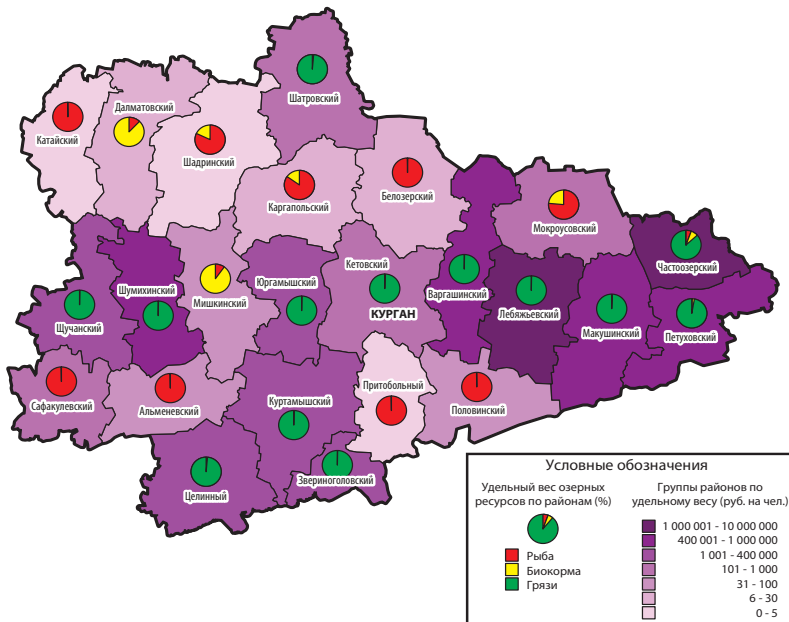 Шатровский
Далматовский
Катайский
Шадринский
Каргапольский
Белозерский
Мокроусовский
Частоозерский
Кетовский
Юргамышский
Варгашинский
Шумихинский
Мишкинский
Лебяжьевский
КУРГАН
Щучанский
Макушинский
Петуховский
Притобольный
Сафакулевский
Альменевский
Куртамышский
Половинский
Целинный
Звериноголовский
Условные обозначения
Удельный вес озерных
ресурсов по районам (%)
Рыба
Биокорма
Грязи
Группы районов по
удельному весу (руб. на чел.)
1 000 001 - 10 000 000
400 001 - 1 000 000
1 001 - 400 000
101 - 1 000
31 - 100
6 - 30
0 - 5